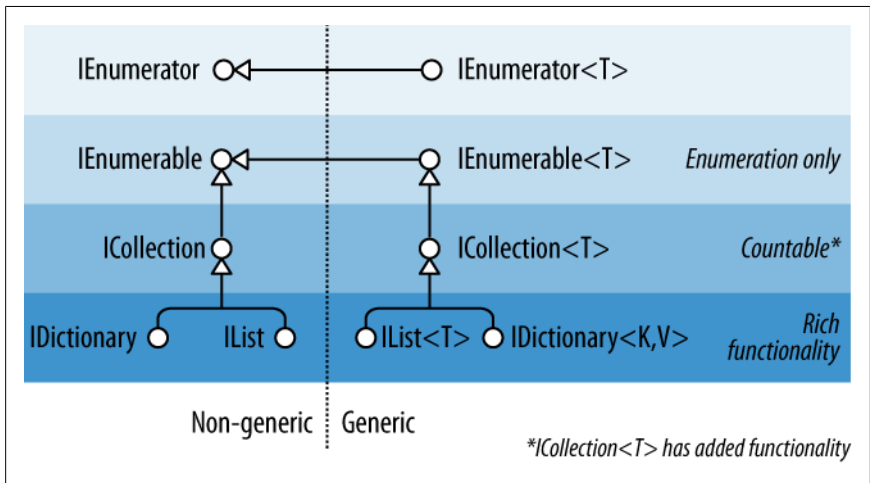 IEnumerator IEnumerator<T>
IEnumerable IEnumerable<T> Enumeration only
ICollection ICollection<T> Countable*
IDictionary IList IList<T> IDictionary<K,V> Rich
functionality
Non-generic Generic
*ICollection<T> has added functionality